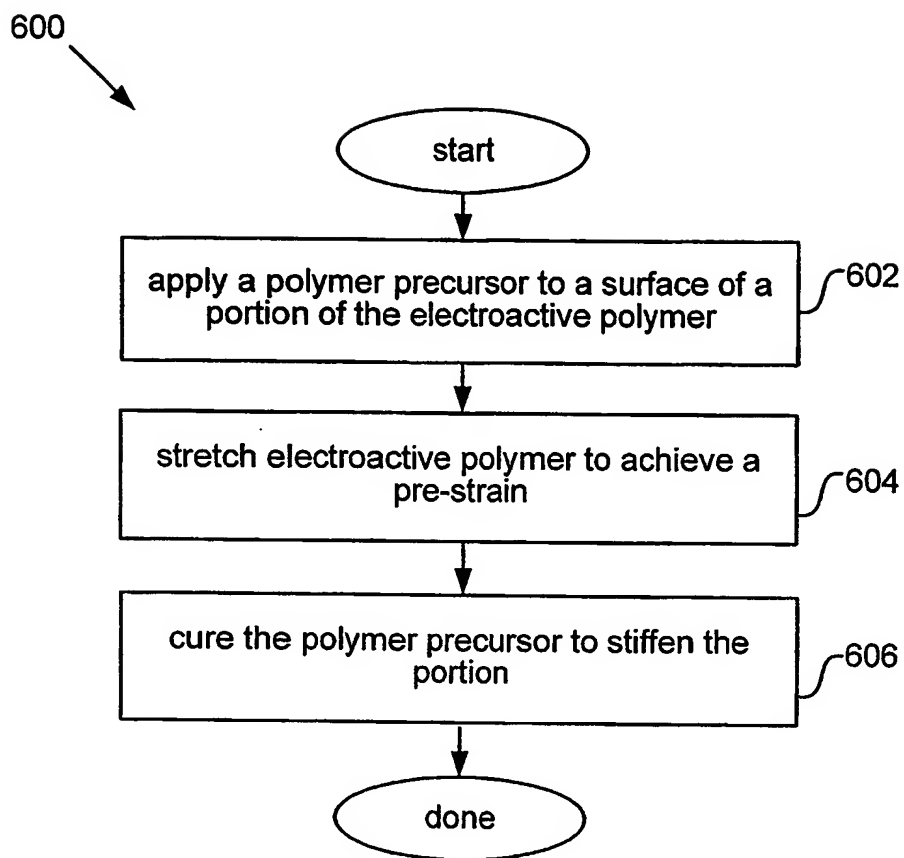 600
start
apply a polymer precursor to a surface of a
portion of the electroactive polymer
602
stretch electroactive polymer to achieve a
pre-strain
604
cure the polymer precursor to stiffen the
portion
606
done